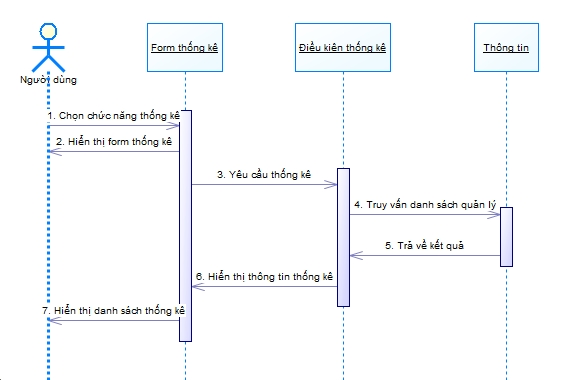 Form thống kê
Điều kiên thống kê
Thông tin
Người dùng
1. Chọn chức năng thống kê
2. Hiển thị form thống kê
3. Yêu cầu thống kê
4. Truy vấn danh sách quản lý
5. Trả về kết quả
6. Hiển thị thông tin thống kê
7. Hiển thị danh sách thống kê